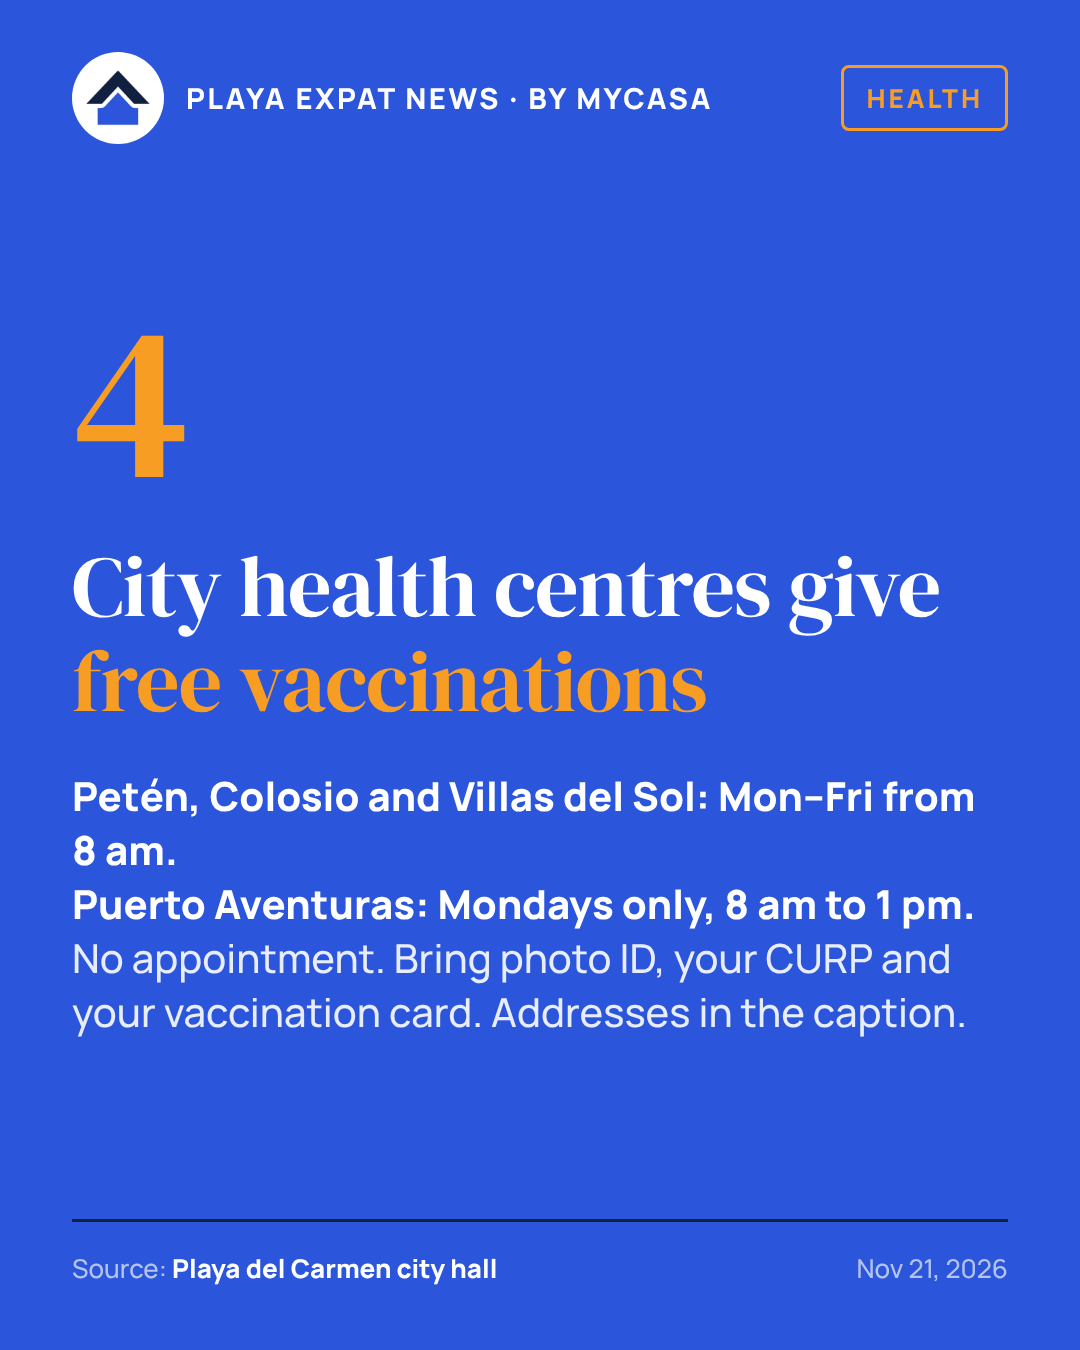 PLAYA EXPAT NEWS · BY MYCASA
HEALTH
4
City health centres give
free vaccinations
Petén, Colosio and Villas del Sol: Mon–Fri from
8 am.
Puerto Aventuras: Mondays only, 8 am to 1 pm.
No appointment. Bring photo ID, your CURP and
your vaccination card. Addresses in the caption.
Source: Playa del Carmen city hall
Nov 21, 2026